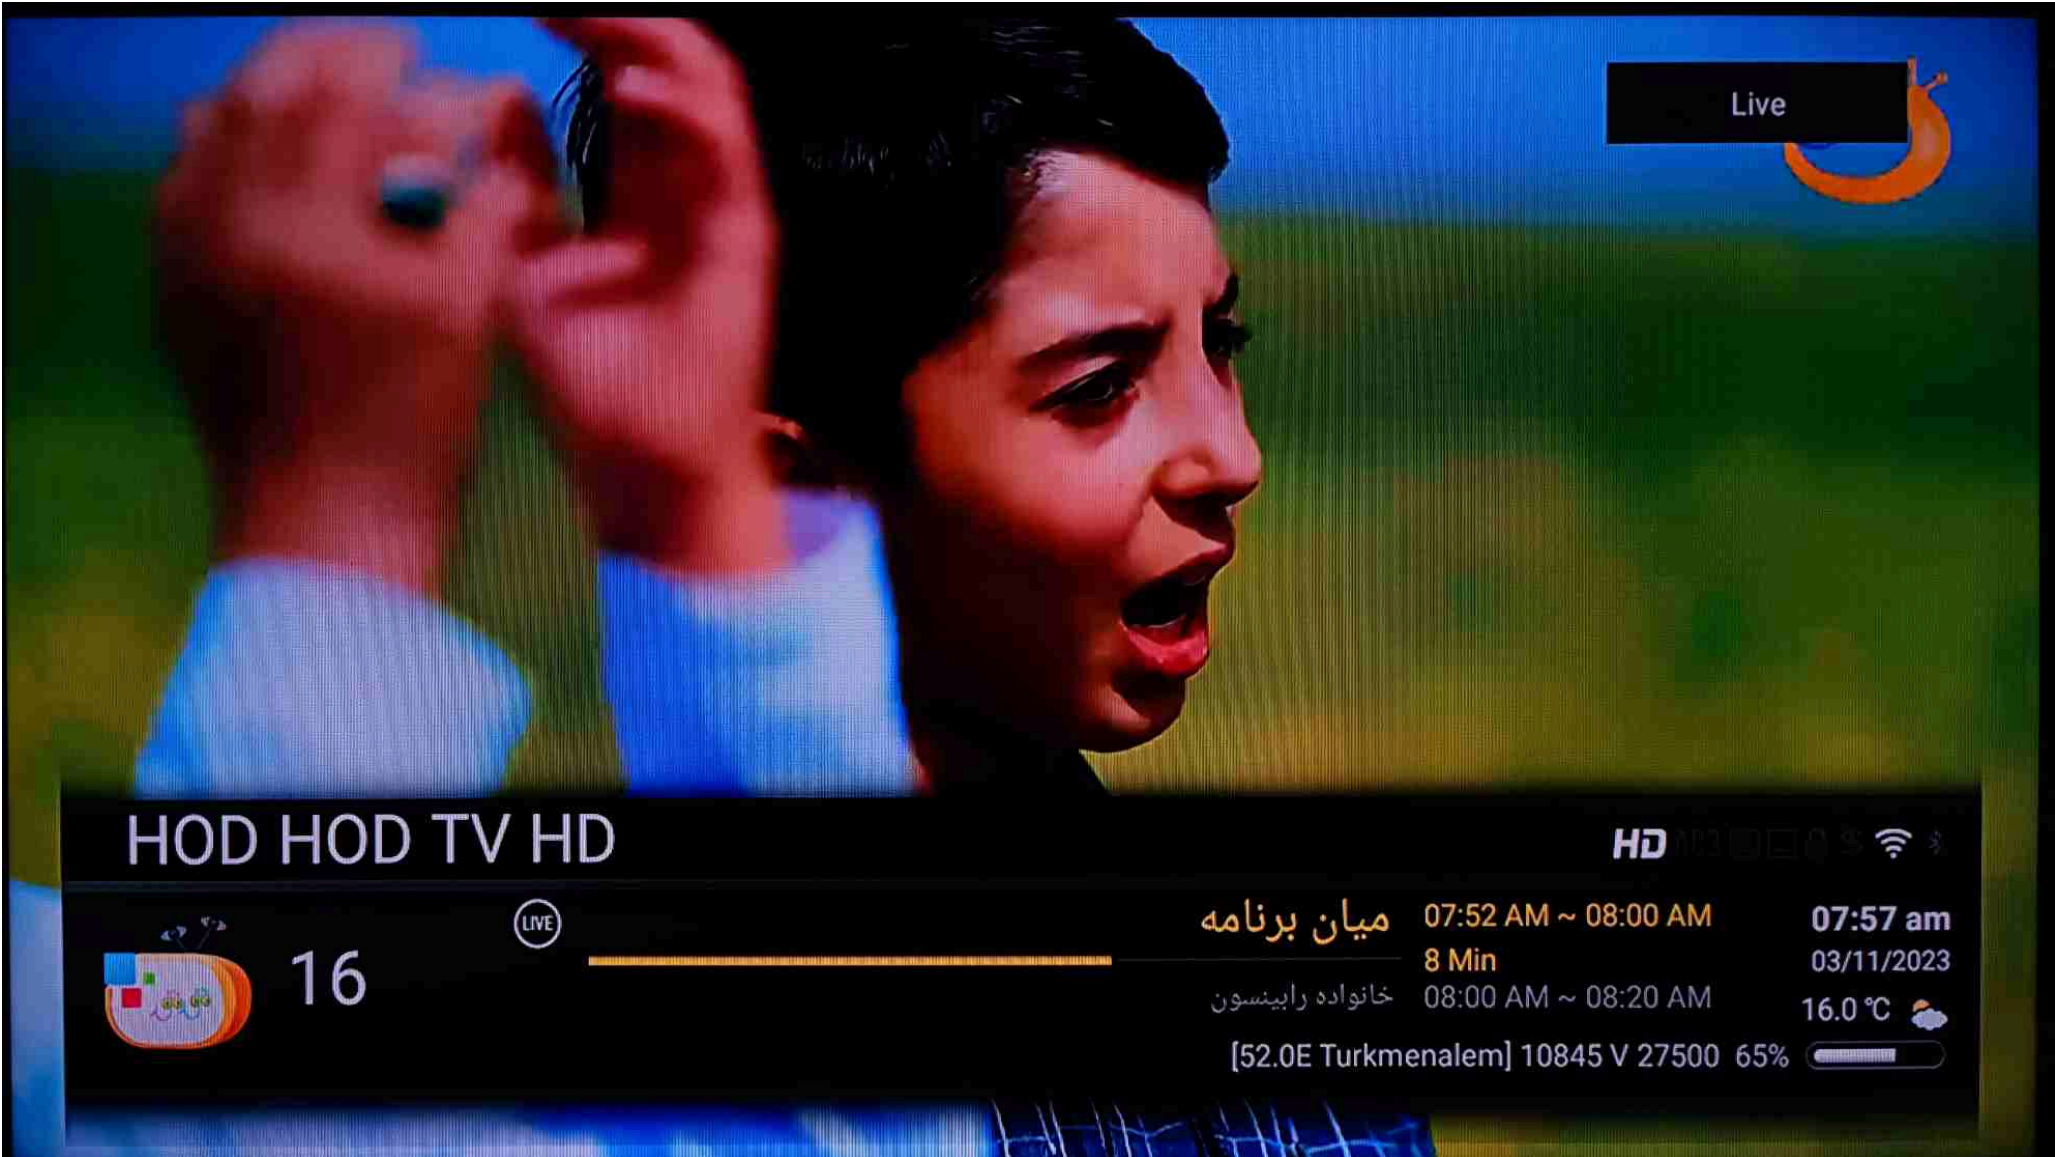 Live
HOD HOD TV HD
HD
16
LIVE
میان برنامه
07:52 AM ~ 08:00 AM
8 Min
خانواده رابینسون
08:00 AM ~ 08:20 AM
07:57 am
03/11/2023
16.0 °C
[52.0E Turkmenalem] 10845 V 27500 65%